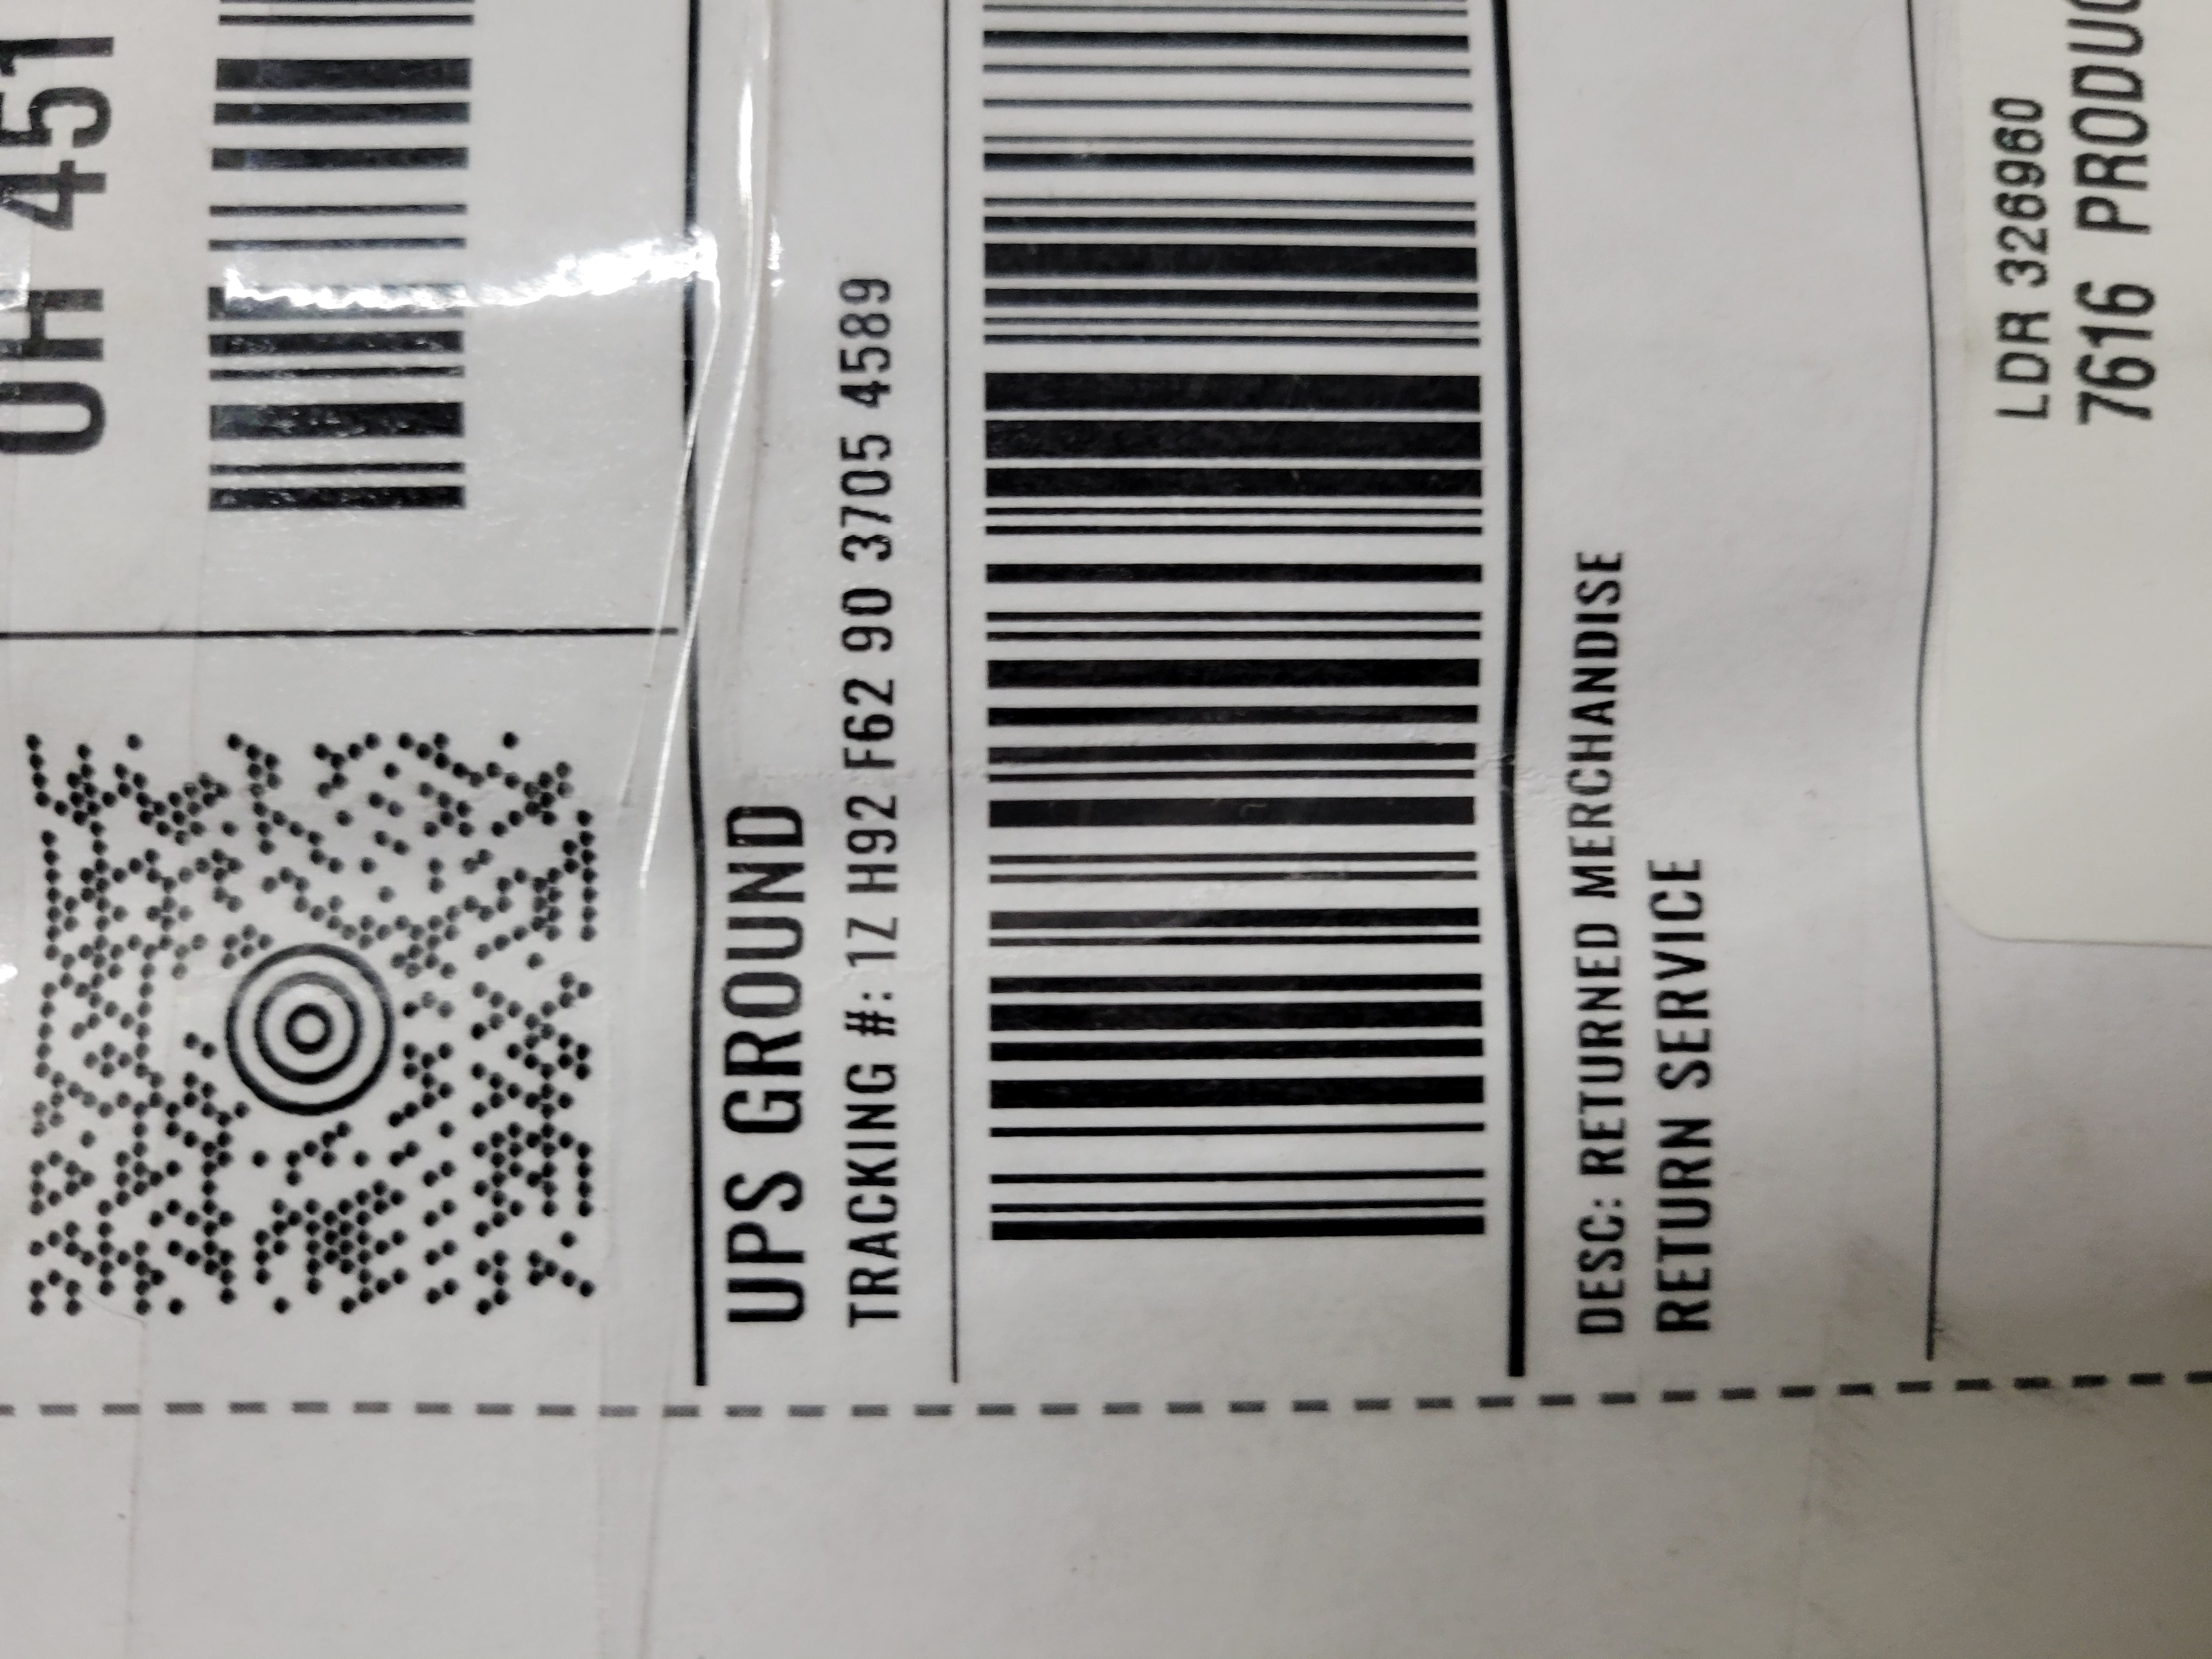 OH 451
UPS GROUND
TRACKING #: 1Z H92 F62 90 3705 4589
DESC: RETURNED MERCHANDISE
RETURN SERVICE
LDR 326960
7616